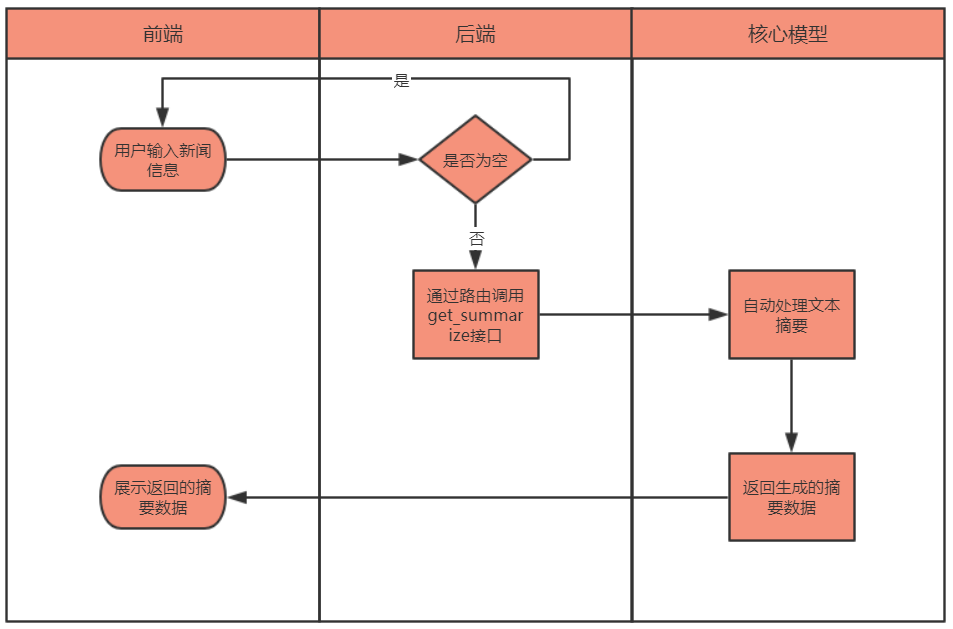 前端
后端
核心模型
是
用户输入新闻
信息
是否为空
否
通过路由调用
get_summar
ize接口
自动处理文本
摘要
展示返回的摘
要数据
返回生成的摘
要数据